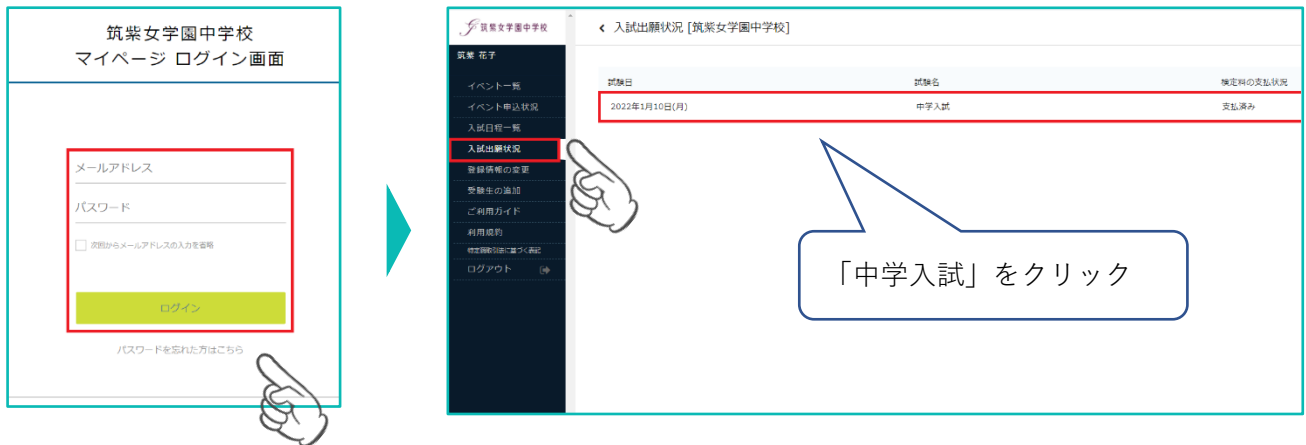 筑紫女学園中学校
マイページ ログイン画面
メールアドレス
パスワード
次回からメールアドレスの入力を省略
ログイン
パスワードを忘れた方はこちら
筑紫女学園中学校
筑紫 花子
イベント一覧
イベント申込状況
入試日程一覧
入試出願状況
登録情報の変更
受験生の追加
ご利用ガイド
利用規約
特定商取引法に基づく表記
ログアウト
< 入試出願状況 [筑紫女学園中学校]
試験日 試験名 検定料の支払状況
2022年1月10日(月) 中学入試 支払済み
「中学入試」をクリック